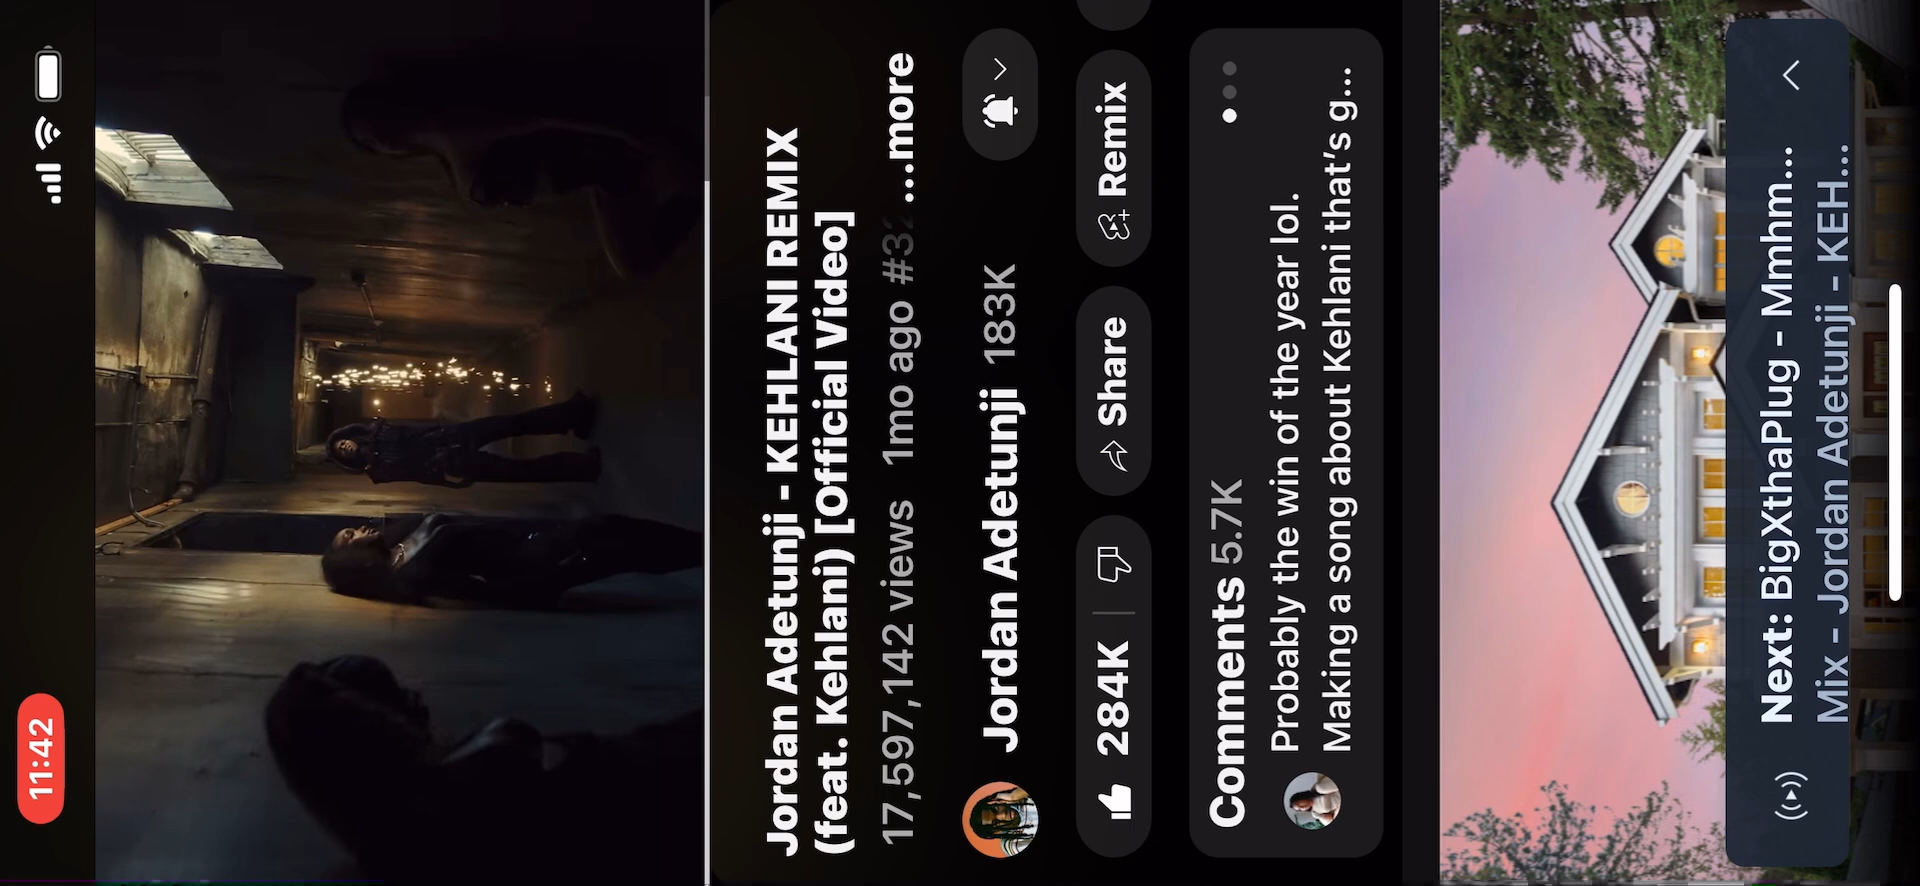 11:42
Jordan Adetunji - KEHLANI REMIX
(feat. Kehlani) [Official Video]
17,597,142 views 1mo ago #32 ...more
Jordan Adetunji 183K
284K
Share
Remix
Comments 5.7K
Probably the win of the year lol.
Making a song about Kehlani that's g...
Next: BigXthaPlug - Mmhm...
Mix - Jordan Adetunji - KEH...